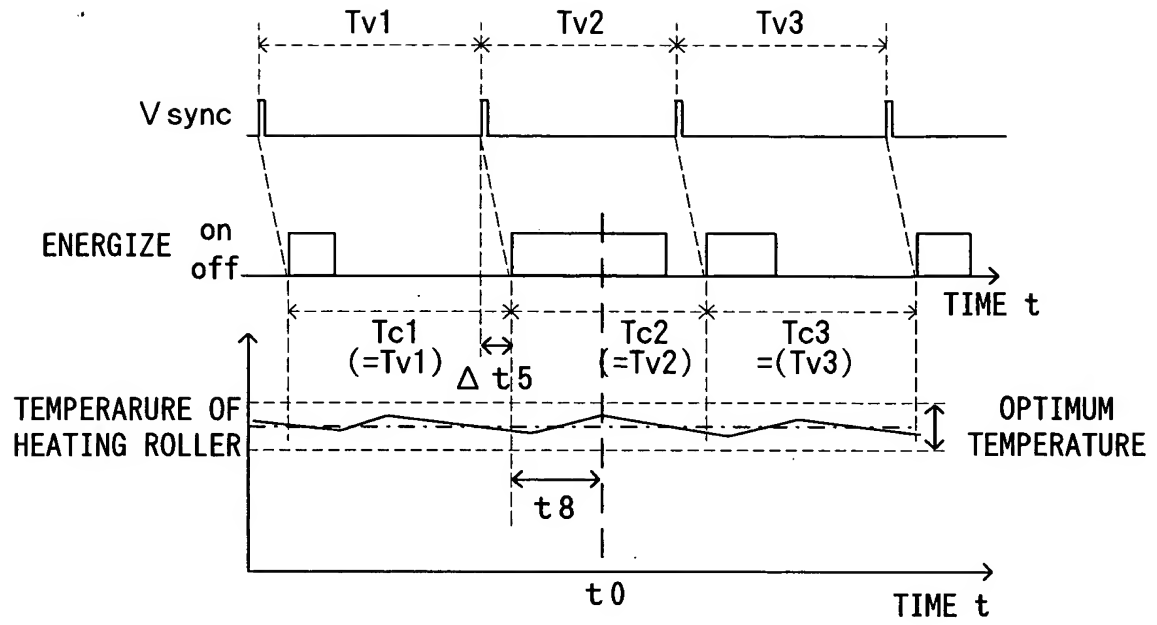 Tv1 Tv2 Tv3
V sync
ENERGIZE on
off
TIME t
Tc1 Tc2 Tc3
(=Tv1) (=Tv2) =(Tv3)
Δ t5
TEMPERARURE OF
HEATING ROLLER
OPTIMUM
TEMPERATURE
t8
t0
TIME t